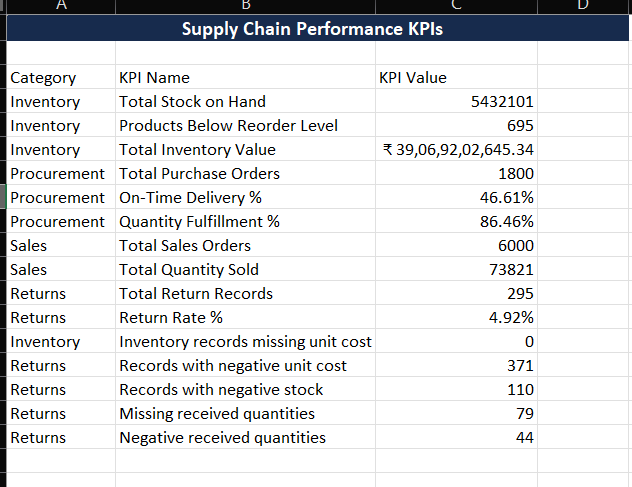 A B C D
Supply Chain Performance KPIs
Category KPI Name KPI Value
Inventory Total Stock on Hand 5432101
Inventory Products Below Reorder Level 695
Inventory Total Inventory Value ₹ 39,06,92,02,645.34
Procurement Total Purchase Orders 1800
Procurement On-Time Delivery % 46.61%
Procurement Quantity Fulfillment % 86.46%
Sales Total Sales Orders 6000
Sales Total Quantity Sold 73821
Returns Total Return Records 295
Returns Return Rate % 4.92%
Inventory Inventory records missing unit cost 0
Returns Records with negative unit cost 371
Returns Records with negative stock 110
Returns Missing received quantities 79
Returns Negative received quantities 44